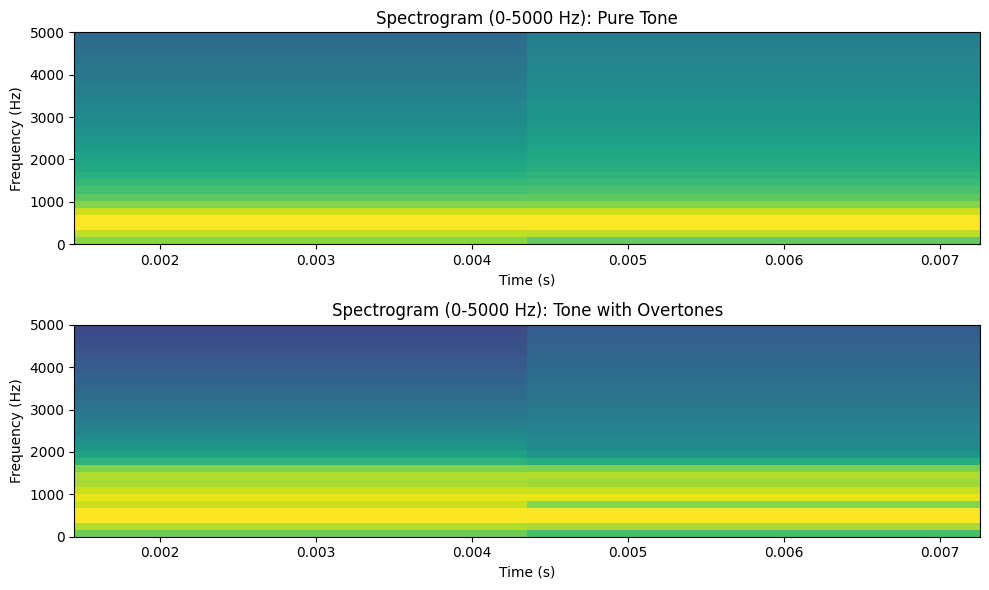 Spectrogram (0-5000 Hz): Pure Tone
5000
4000
3000
2000
1000
0
Frequency (Hz)
0.002 0.003 0.004 0.005 0.006 0.007
Time (s)
Spectrogram (0-5000 Hz): Tone with Overtones
5000
4000
3000
2000
1000
0
Frequency (Hz)
0.002 0.003 0.004 0.005 0.006 0.007
Time (s)